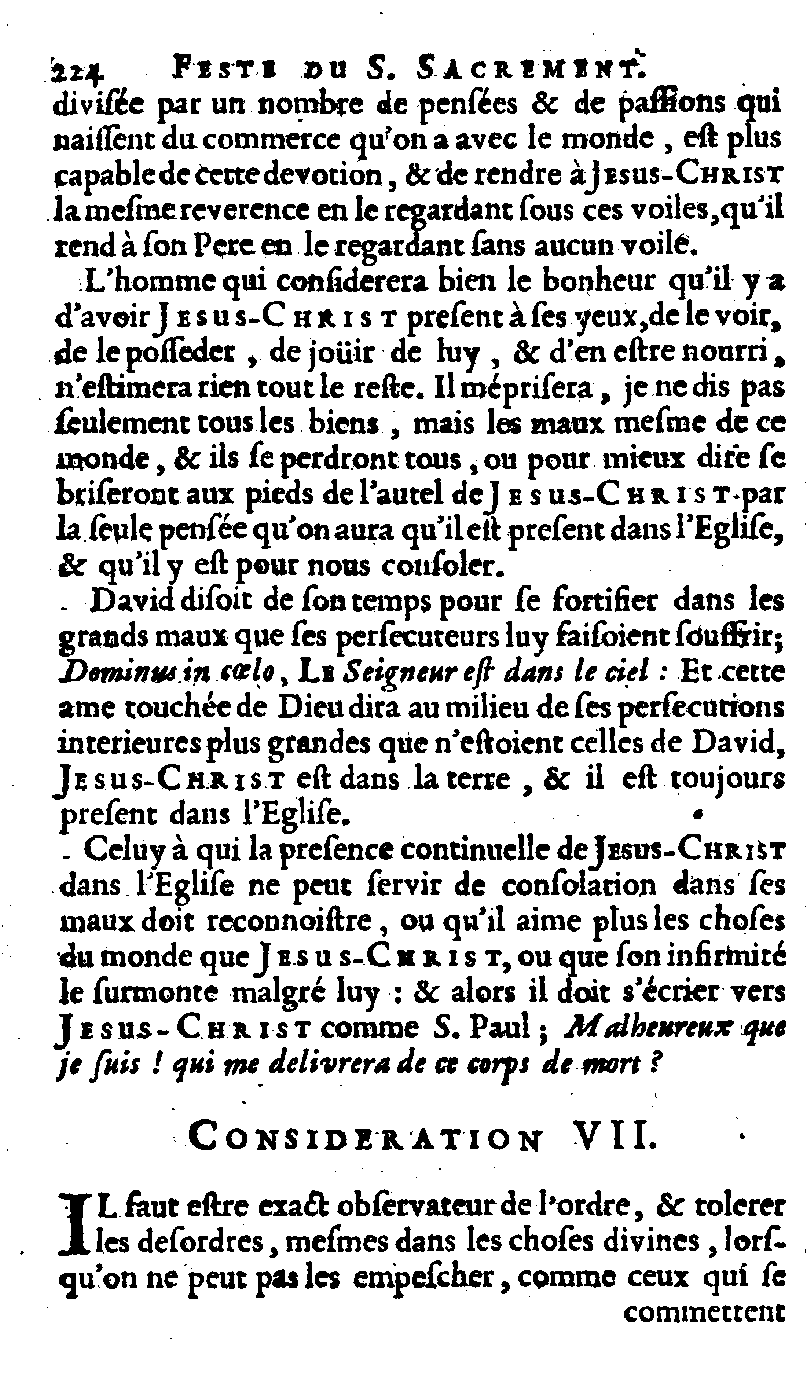 224 FESTE DU S. SACREMENT.
diviſée par un nombre de penſées & de paſſions qui
naiſſent du commerce qu'on a avec le monde, eſt plus
capable de cette devotion, & de rendre à JESUS-CHRIST
la meſme reverence en le regardant ſous ces voiles, qu'il
rend à ſon Pere en le regardant ſans aucun voile.
L'homme qui conſiderera bien le bonheur qu'il y a
d'avoir JESUS-CHRIST preſent à ſes yeux, de le voir,
de le poſſeder, de joüir de luy, & d'en eſtre nourri,
n'eſtimera rien tout le reſte. Il mépriſera, je ne dis pas
ſeulement tous les biens, mais les maux meſme de ce
monde, & ils ſe perdront tous, ou pour mieux dire ſe
briſeront aux pieds de l'autel de JESUS-CHRIST par
la ſeule penſée qu'on aura qu'il eſt preſent dans l'Egliſe,
& qu'il y eſt pour nous conſoler.
David diſoit de ſon temps pour ſe fortifier dans les
grands maux que ſes perſecuteurs luy faiſoient ſouffrir;
Dominus in cœlo, LE Seigneur eſt dans le ciel : Et cette
ame touchée de Dieu dira au milieu de ſes perſecutions
interieures plus grandes que n'eſtoient celles de David,
JESUS-CHRIST eſt dans la terre, & il eſt toujours
preſent dans l'Egliſe.
Celuy à qui la preſence continuelle de JESUS-CHRIST
dans l'Egliſe ne peut ſervir de conſolation dans ſes
maux doit reconnoiſtre, ou qu'il aime plus les choſes
du monde que JESUS-CHRIST, ou que ſon infirmité
le ſurmonte malgré luy : & alors il doit s'écrier vers
JESUS-CHRIST comme S. Paul; Malheureux que
je ſuis ! qui me delivrera de ce corps de mort ?
CONSIDERATION VII.
IL faut eſtre exact obſervateur de l'ordre, & tolerer
les deſordres, meſmes dans les choſes divines, lorſ-
qu'on ne peut pas les empeſcher, comme ceux qui ſe
commettent